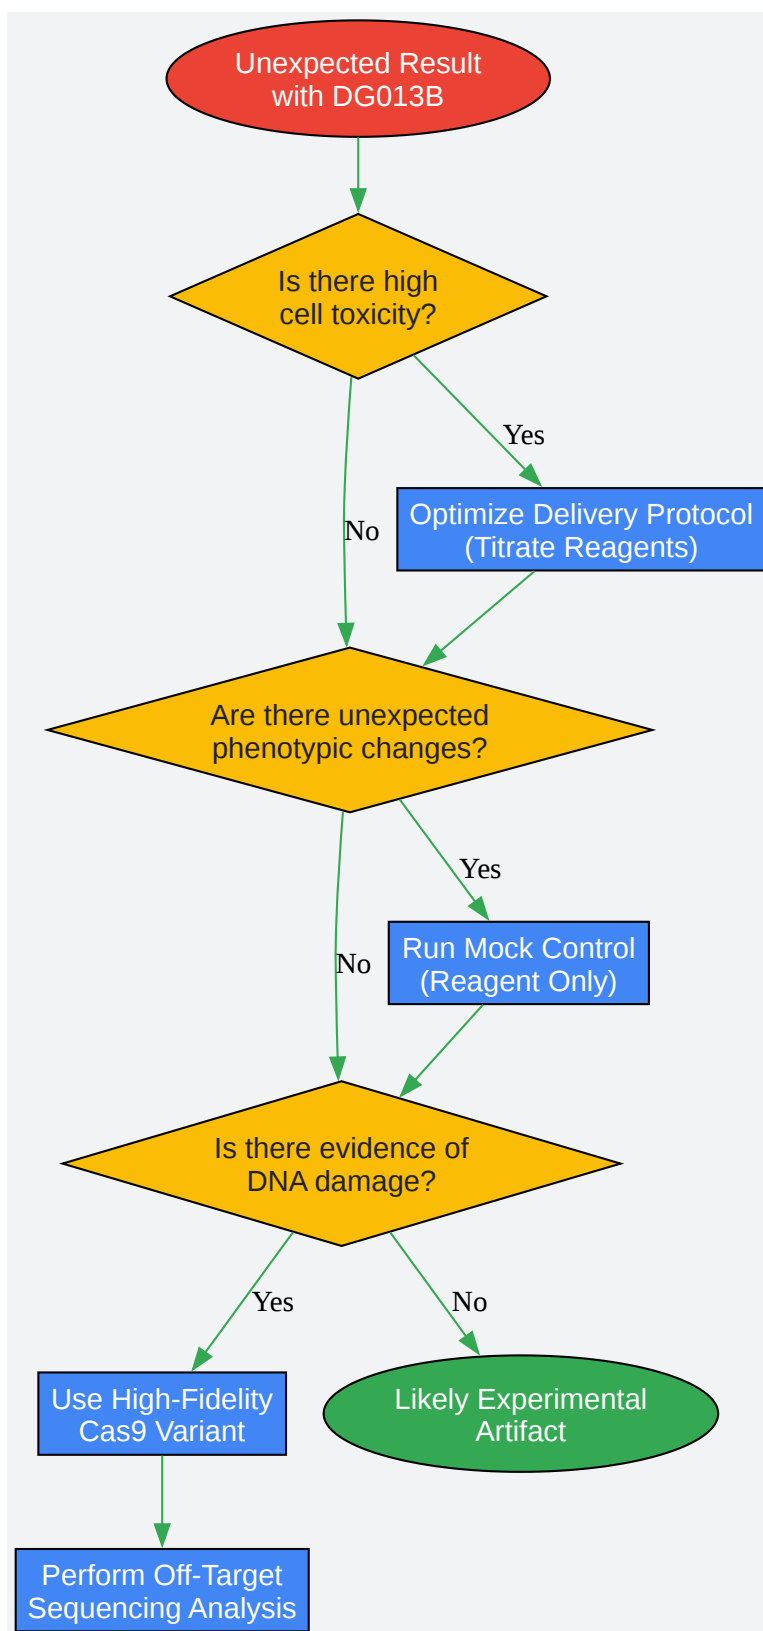 Unexpected Result
with DG013B
Is there high
cell toxicity?
Yes
Optimize Delivery Protocol
(Titrate Reagents)
No
Are there unexpected
phenotypic changes?
Yes
Run Mock Control
(Reagent Only)
No
Is there evidence of
DNA damage?
Yes
No
Use High-Fidelity
Cas9 Variant
Likely Experimental
Artifact
Perform Off-Target
Sequencing Analysis